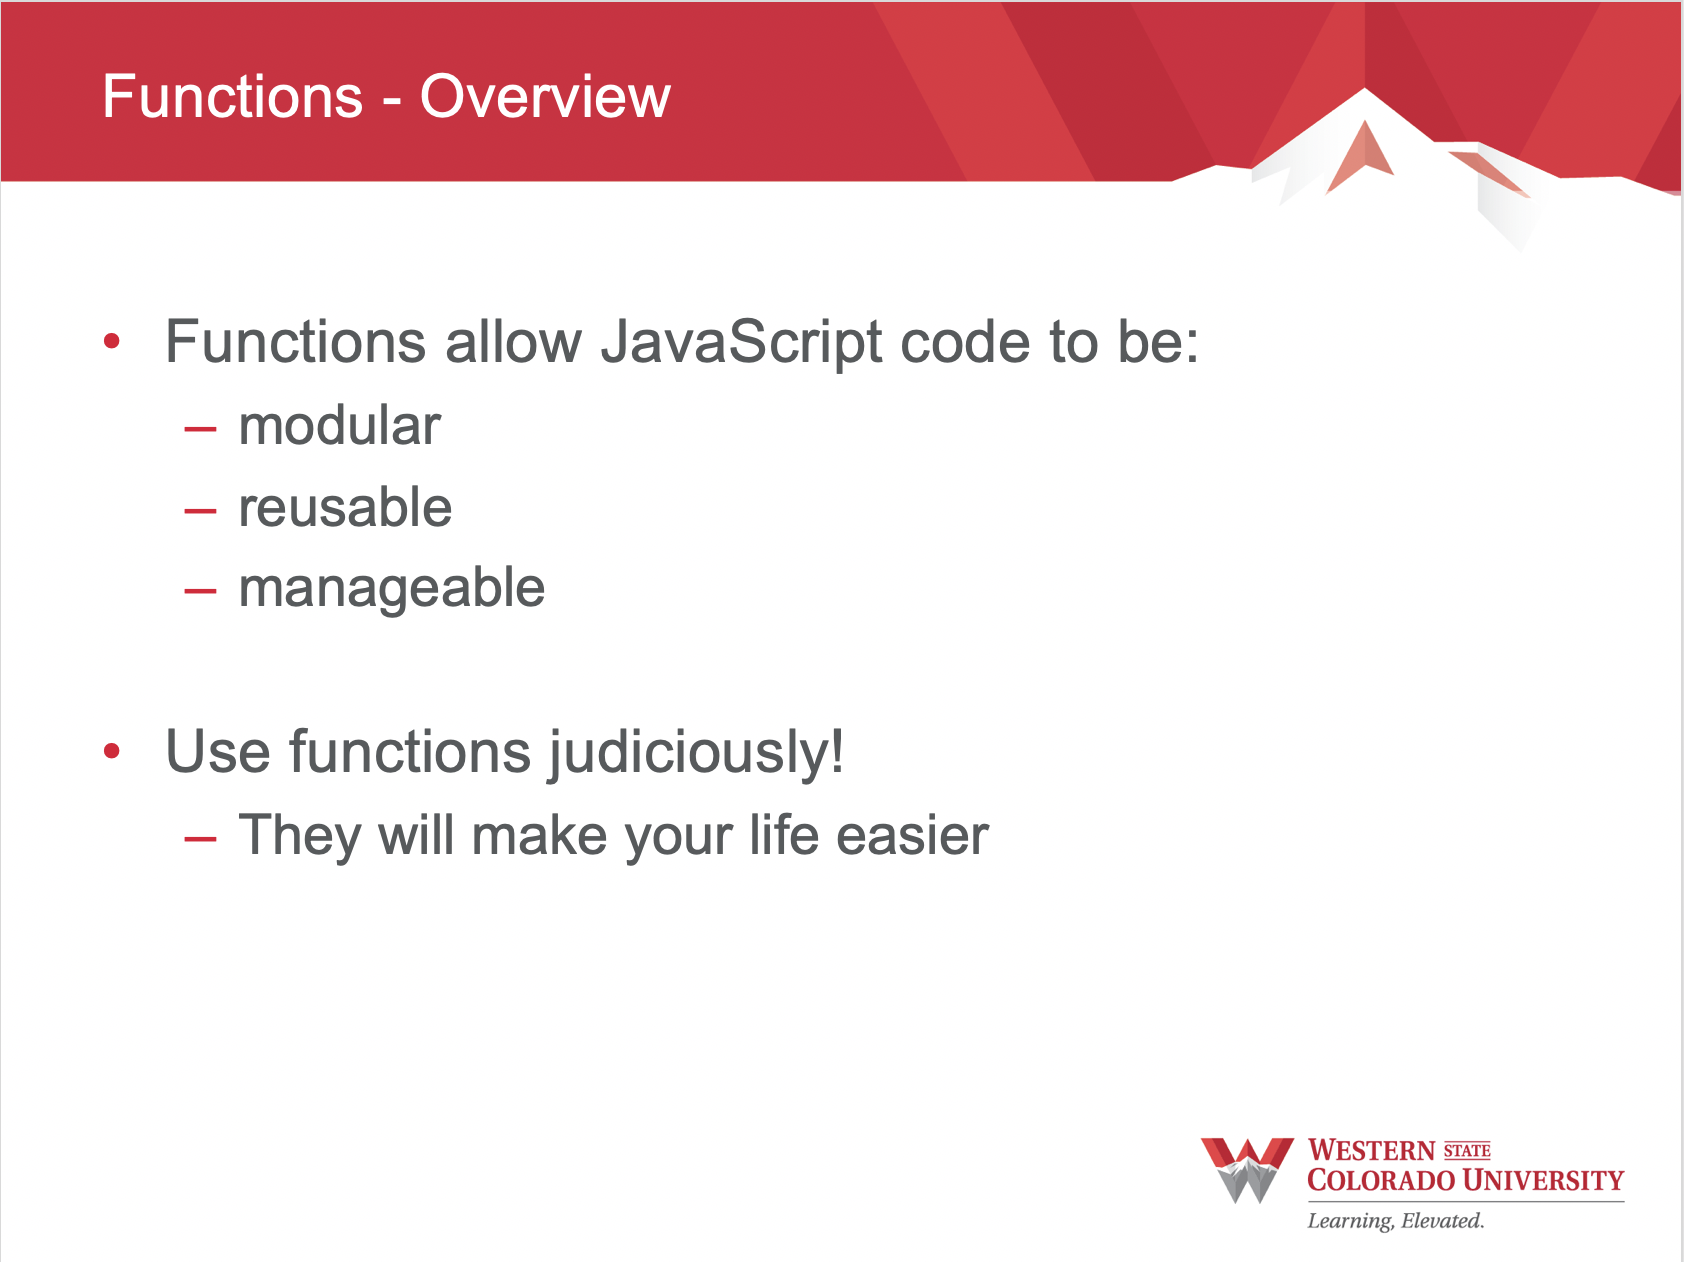 Functions - Overview
• Functions allow JavaScript code to be:
– modular
– reusable
– manageable
• Use functions judiciously!
– They will make your life easier
WESTERN STATE
COLORADO UNIVERSITY
Learning, Elevated.